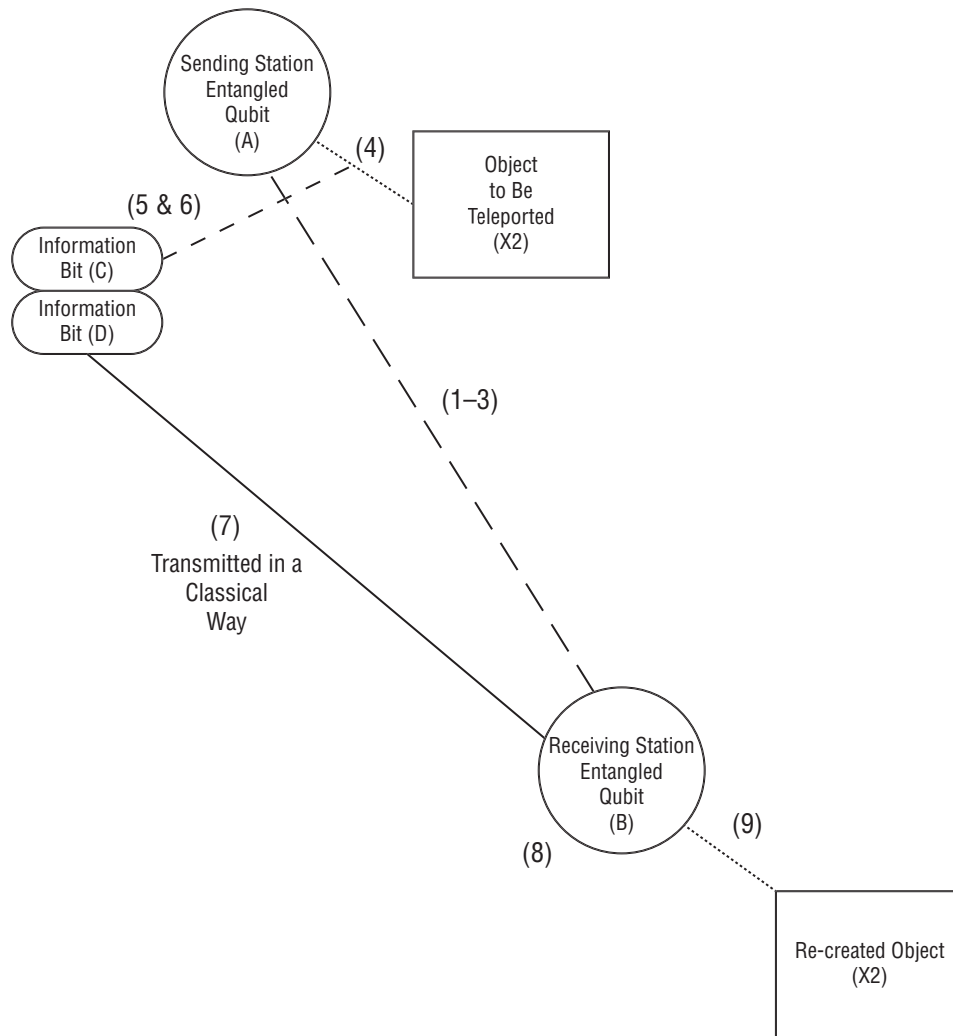 Sending Station
Entangled
Qubit
(A)
(4)
Object
to Be
Teleported
(X2)
(5 & 6)
Information
Bit (C)
Information
Bit (D)
(1–3)
(7)
Transmitted in a
Classical
Way
Receiving Station
Entangled
Qubit
(B)
(8)
(9)
Re-created Object
(X2)